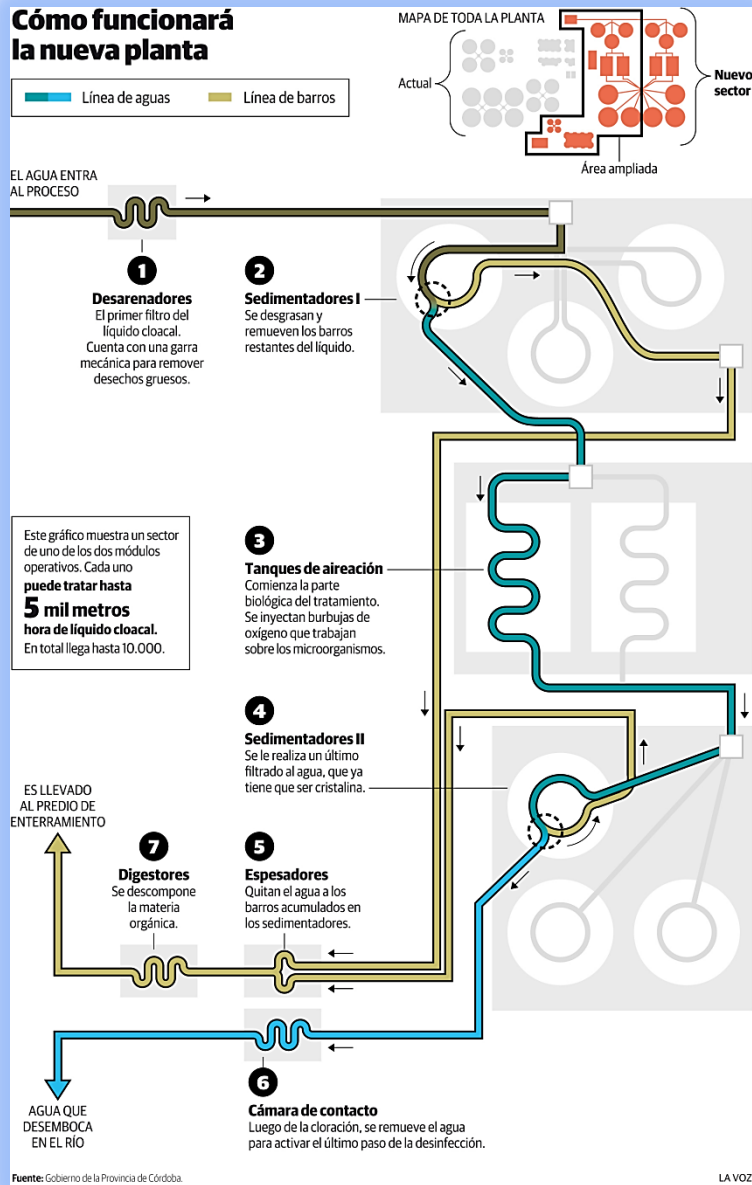 Cómo funcionará
la nueva planta
Línea de aguas
Línea de barros
MAPA DE TODA LA PLANTA
Actual
Nuevo
sector
Área ampliada
EL AGUA ENTRA
AL PROCESO
1
Desarenadores
El primer filtro del
líquido cloacal.
Cuenta con una garra
mecánica para remover
desechos gruesos.
2
Sedimentadores I
Se desgrasan y
remueven los barros
restantes del líquido.
Este gráfico muestra un sector
de uno de los dos módulos
operativos. Cada uno
puede tratar hasta
5 mil metros
hora de líquido cloacal.
En total llega hasta 10.000.
3
Tanques de aireación
Comienza la parte
biológica del tratamiento.
Se inyectan burbujas de
oxígeno que trabajan
sobre los microorganismos.
4
Sedimentadores II
Se le realiza un último
filtrado al agua, que ya
tiene que ser cristalina.
ES LLEVADO
AL PREDIO DE
ENTERRAMIENTO
7
Digestores
Se descompone
la materia
orgánica.
5
Espesadores
Quitan el agua a los
barros acumulados en
los sedimentadores.
6
Cámara de contacto
Luego de la cloración, se remueve el agua
para activar el último paso de la desinfección.
AGUA QUE
DESEMBOCA
EN EL RÍO
Fuente: Gobierno de la Provincia de Córdoba.
LA VOZ